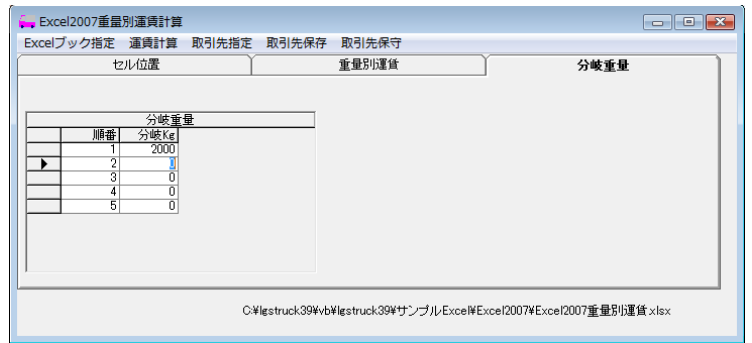 Excel2007重量別運賃計算
Excelブック指定 運賃計算 取引先指定 取引先保存 取引先保守
セル位置 重量別運賃 分岐重量
分岐重量
順番 分岐Kg
1 2000
2 0
3 0
4 0
5 0
C:¥lgstruck39¥vb¥lgstruck39¥サンプルExcel¥Excel2007¥Excel2007重量別運賃.xlsx